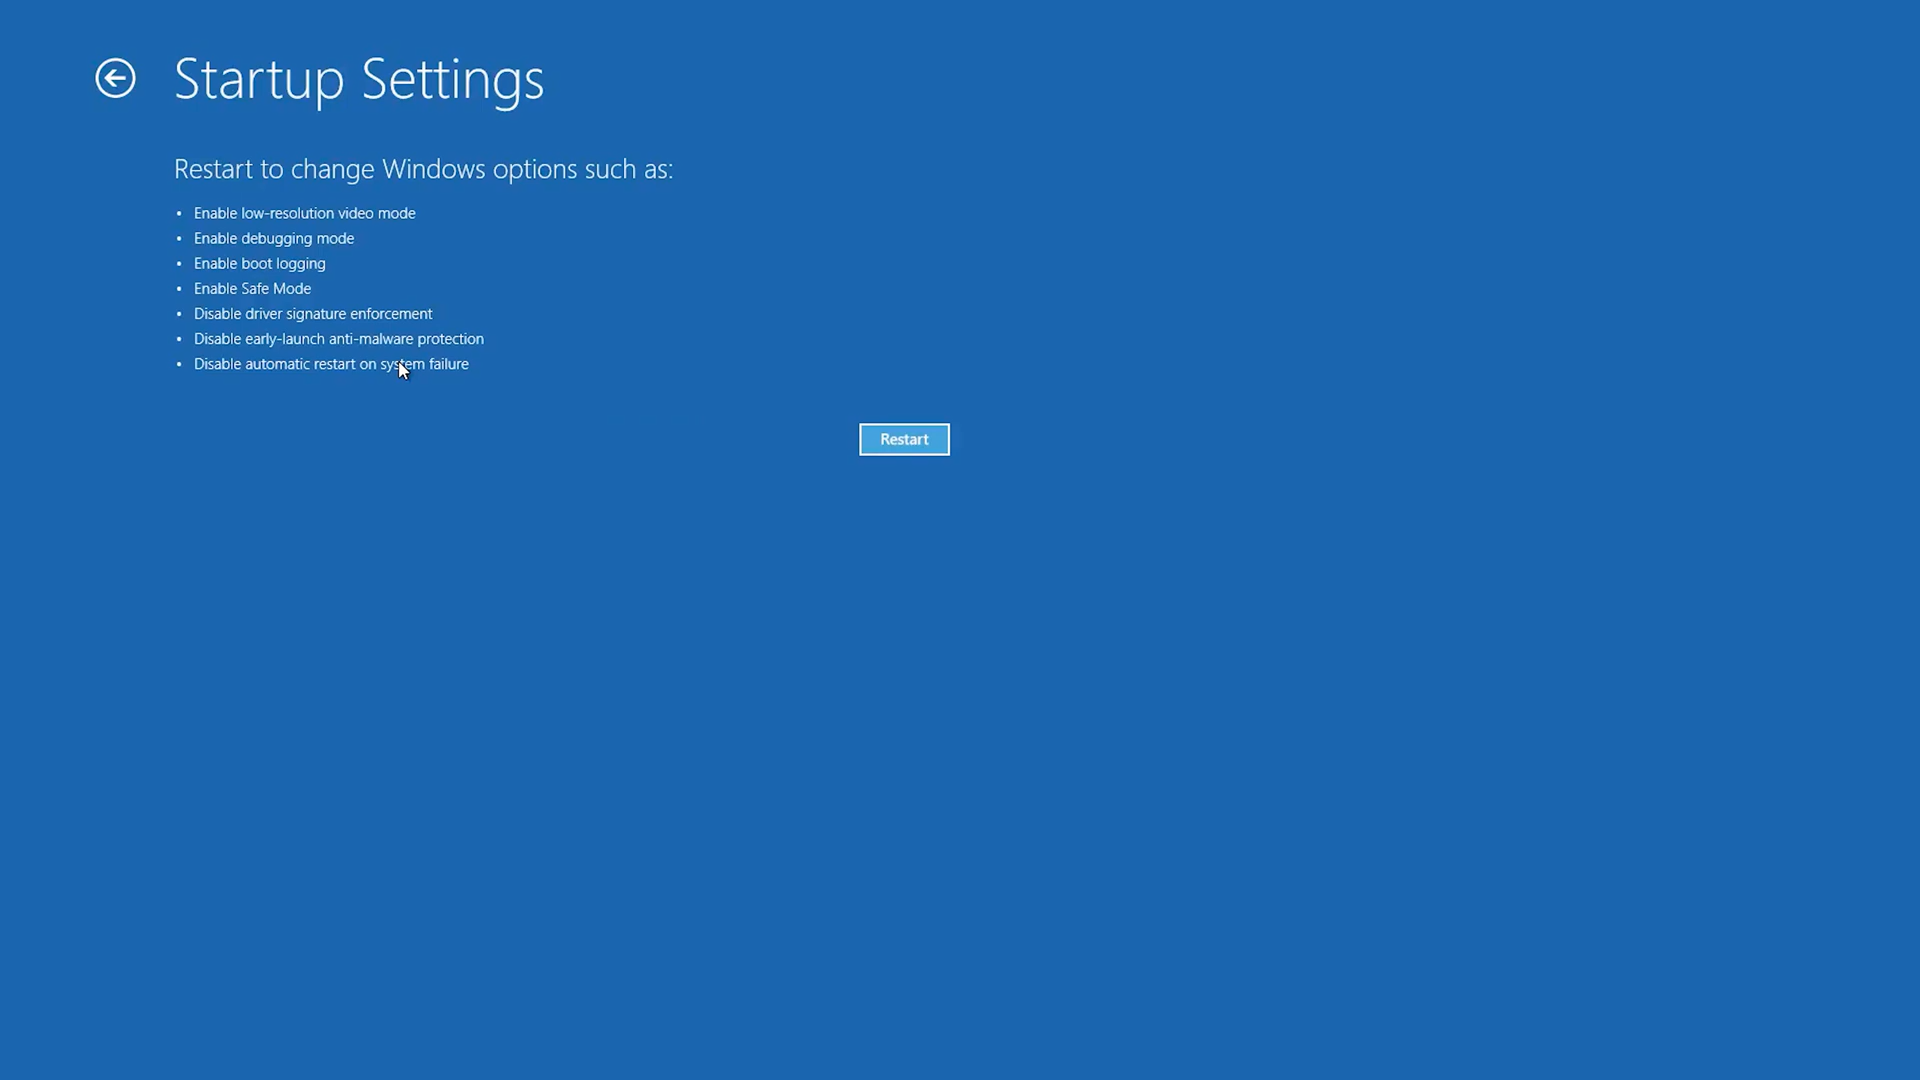 Startup Settings
Restart to change Windows options such as:
• Enable low-resolution video mode
• Enable debugging mode
• Enable boot logging
• Enable Safe Mode
• Disable driver signature enforcement
• Disable early-launch anti-malware protection
• Disable automatic restart on system failure
Restart